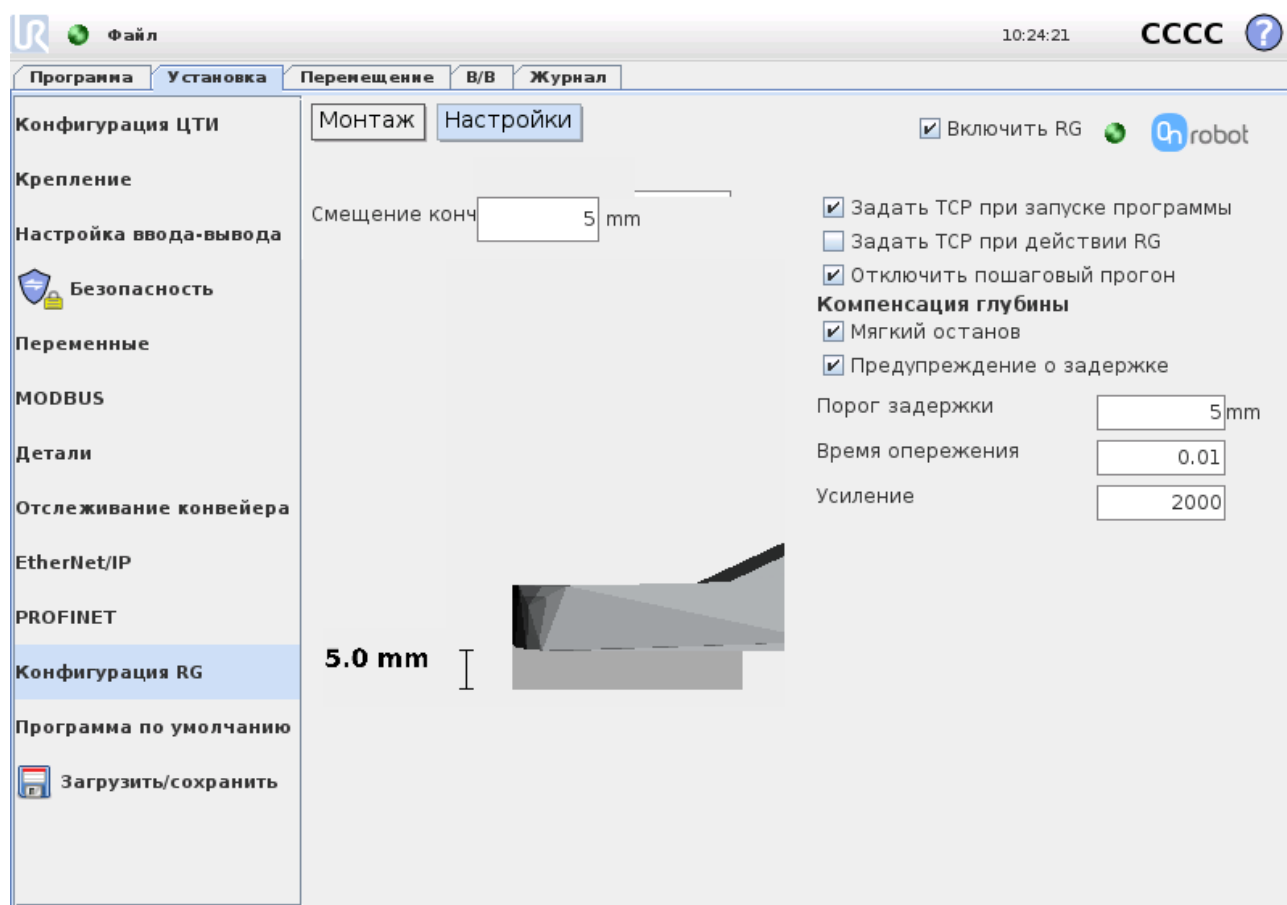 Файл
10:24:21
CCCC
?
Программа
Установка
Перемещение
В/В
Журнал
Конфигурация ЦТИ
Крепление
Настройка ввода-вывода
Безопасность
Переменные
MODBUS
Детали
Отслеживание конвейера
EtherNet/IP
PROFINET
Конфигурация RG
Программа по умолчанию
Загрузить/сохранить
Монтаж
Настройки
Включить RG
On robot
Смещение конч 5 mm
5.0 mm
Задать TCP при запуске программы
Задать TCP при действии RG
Отключить пошаговый прогон
Компенсация глубины
Мягкий останов
Предупреждение о задержке
Порог задержки 5 mm
Время опережения 0.01
Усиление 2000